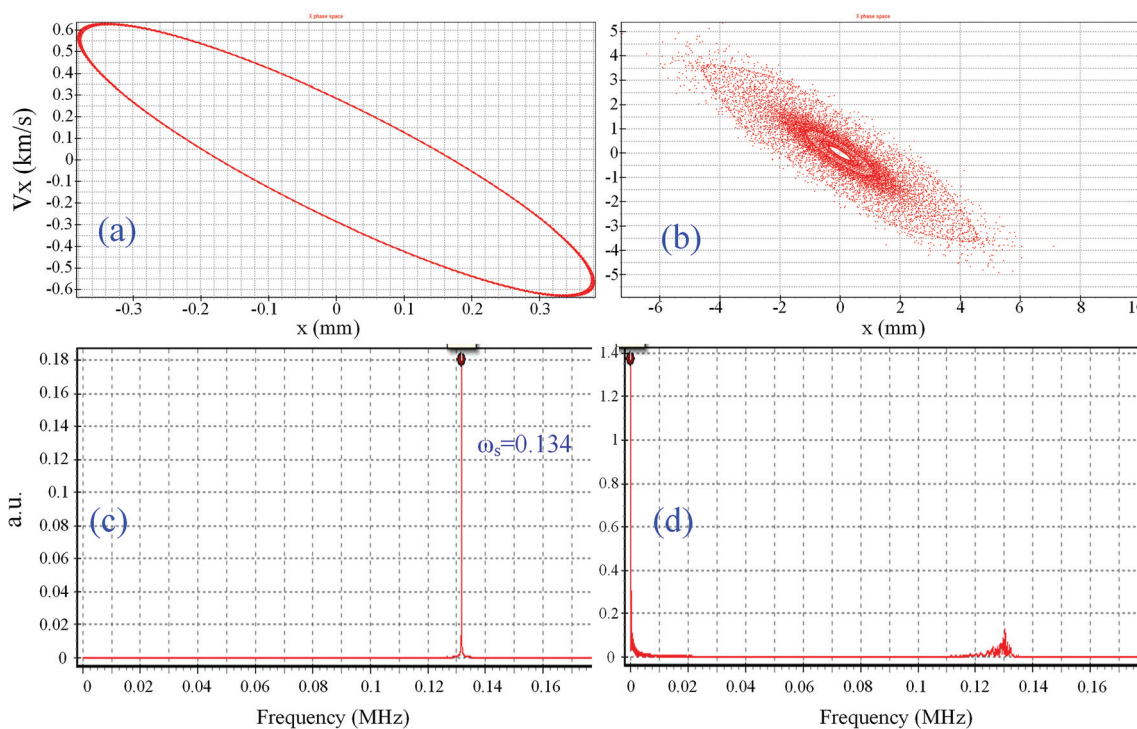 X phase space
0.6
0.5
0.4
0.3
0.2
0.1
0
-0.1
-0.2
-0.3
-0.4
-0.5
-0.6
Vx (km/s)
(a)
-0.3 -0.2 -0.1 0 0.1 0.2 0.3
x (mm)
X phase space
5
4
3
2
1
0
-1
-2
-3
-4
-5
(b)
-6 -4 -2 0 2 4 6 8 10
x (mm)
0.18
0.16
0.14
0.12
0.1
0.08
0.06
0.04
0.02
0
a.u.
(c)
ωs=0.134
0 0.02 0.04 0.06 0.08 0.1 0.12 0.14 0.16
Frequency (MHz)
1.4
1.2
1
0.8
0.6
0.4
0.2
0
(d)
0 0.02 0.04 0.06 0.08 0.1 0.12 0.14 0.16
Frequency (MHz)